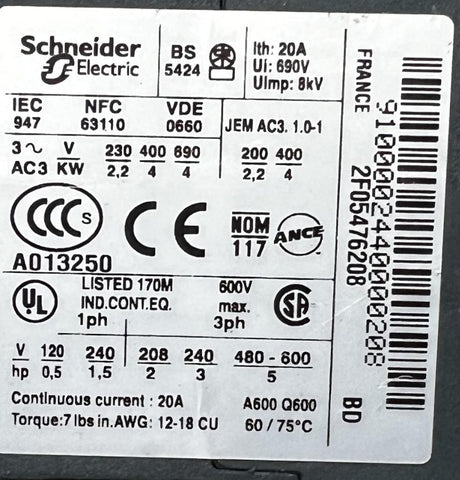 Schneider Electric
BS 5424
Ith: 20A
Ui: 690V
UImp: 8kV
IEC 947
NFC 63110
VDE 0660
JEM AC3. 1.0-1
3~ V 230 400 690 200 400
AC3 KW 2,2 4 4 2,2 4
CCC S
CE
NOM 117
ANCE
A013250
UL
LISTED 170M
IND.CONT.EQ.
600V
max.
1ph 3ph
SA
V 120 240 208 240 480 - 600
hp 0,5 1,5 2 3 5
Continuous current : 20A A600 Q600
Torque:7 lbs in. AWG: 12-18 CU 60 / 75°C
FRANCE
2F05476208
BD